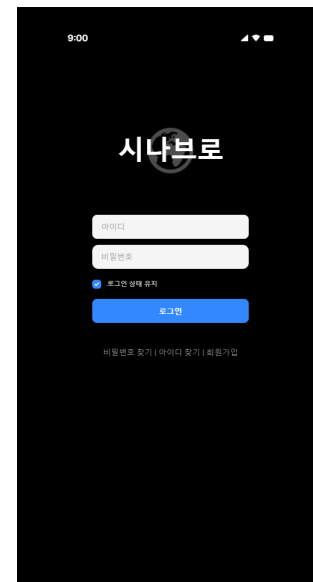 9:00
시나브로
아이디
비밀번호
로그인 상태 유지
로그인
비밀번호 찾기 | 아이디 찾기 | 회원가입